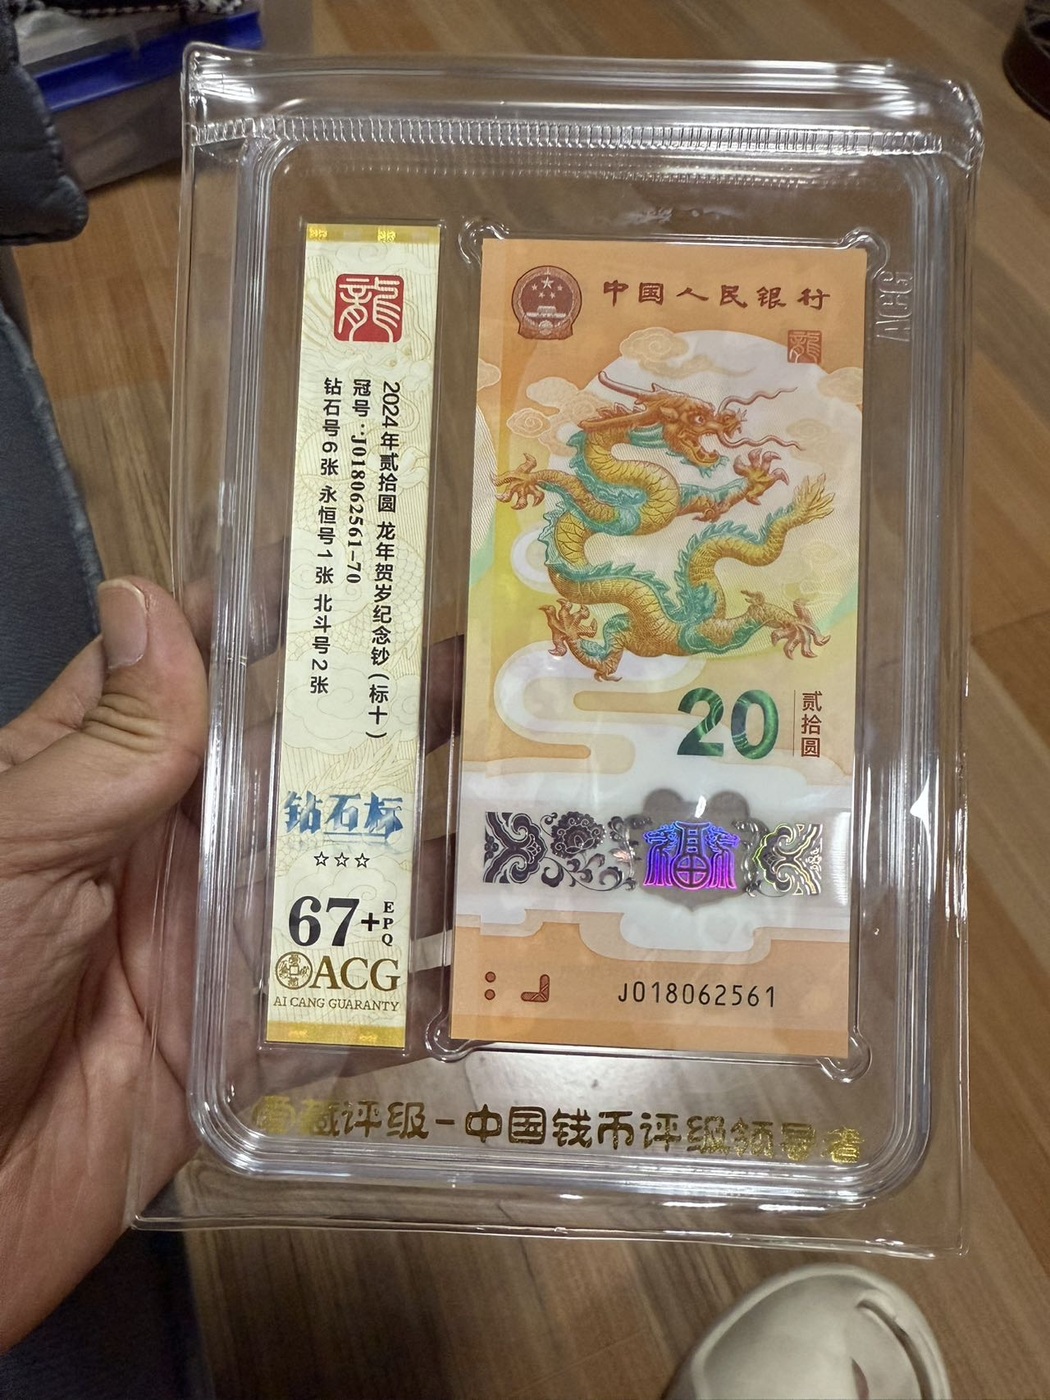 龍
2024年贰拾圆 龙年贺岁纪念钞(标十)
冠号:J018062561-70
钻石号6张 永恒号1张 北斗号2张
钻石标
☆☆☆
67+EPQ
ACG
AI CANG GUARANTY
中国人民银行
龍
20
贰拾圆
J018062561
爱藏评级-中国钱币评级领导者